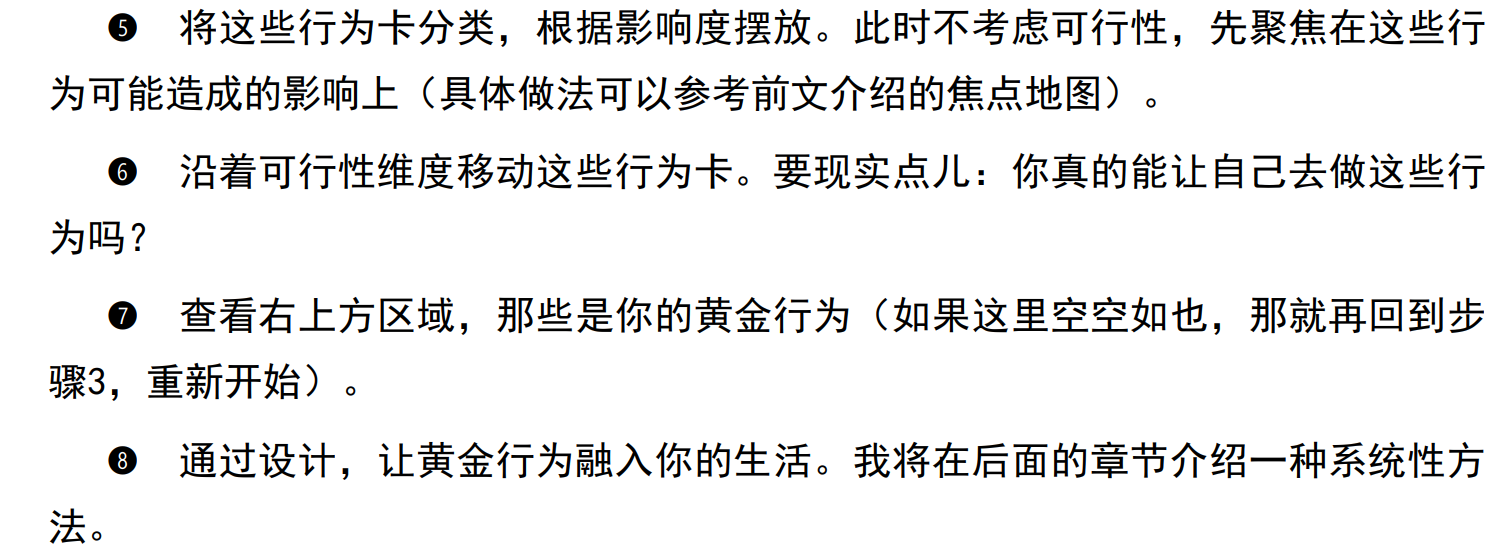 ❺ 将这些行为卡分类，根据影响度摆放。此时不考虑可行性，先聚焦在这些行
为可能造成的影响上（具体做法可以参考前文介绍的焦点地图）。
❻ 沿着可行性维度移动这些行为卡。要现实点儿：你真的能让自己去做这些行
为吗？
❼ 查看右上方区域，那些是你的黄金行为（如果这里空空如也，那就再回到步
骤3，重新开始）。
❽ 通过设计，让黄金行为融入你的生活。我将在后面的章节介绍一种系统性方
法。